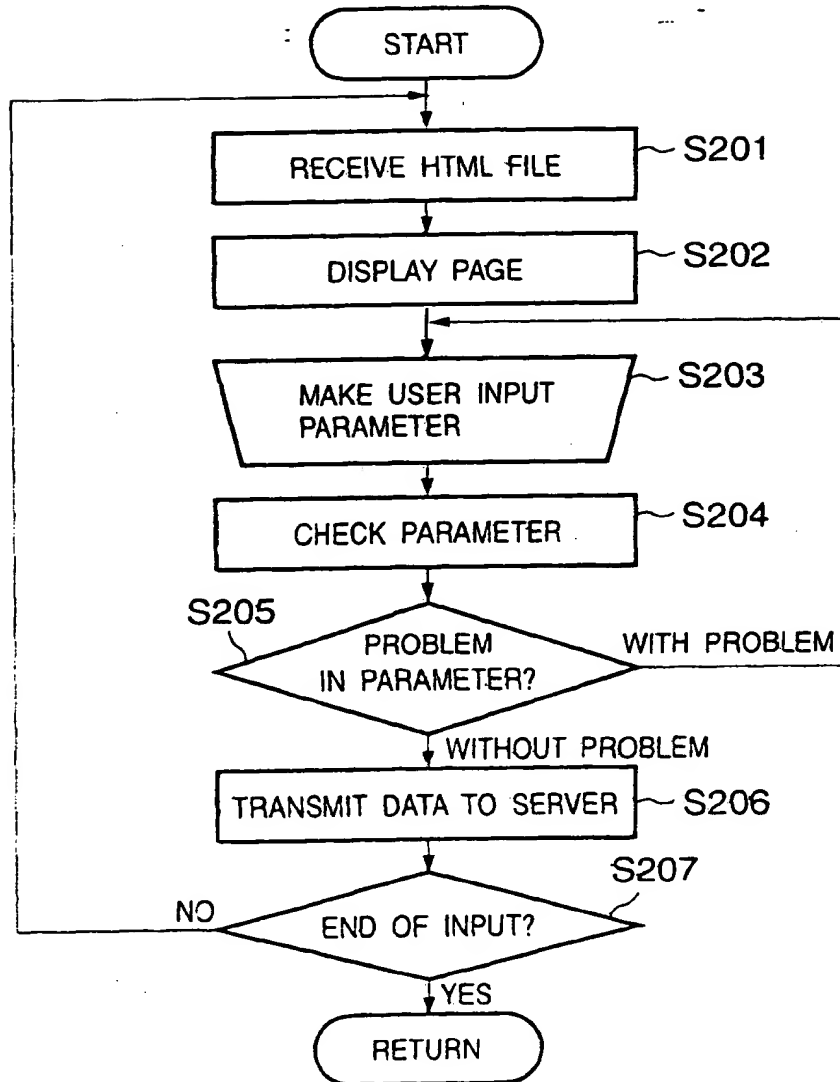 START
RECEIVE HTML FILE
S201
DISPLAY PAGE
S202
MAKE USER INPUT
PARAMETER
S203
CHECK PARAMETER
S204
S205
PROBLEM
IN PARAMETER?
WITH PROBLEM
WITHOUT PROBLEM
TRANSMIT DATA TO SERVER
S206
S207
NO
END OF INPUT?
YES
RETURN